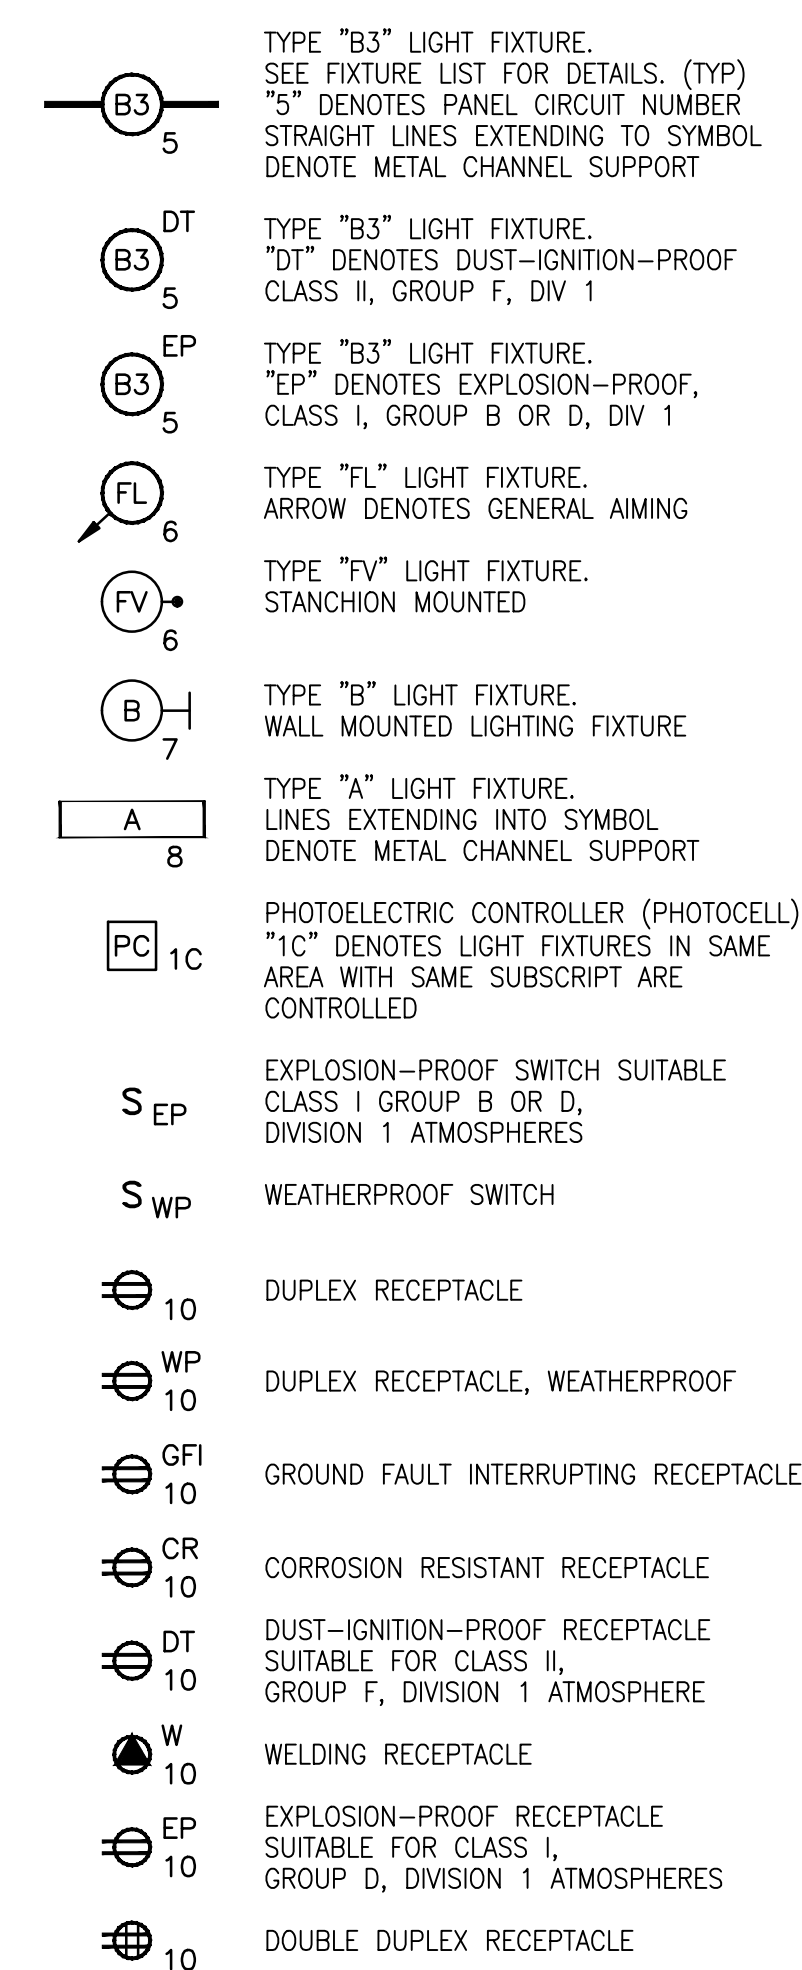 TYPE "B3" LIGHT FIXTURE.
SEE FIXTURE LIST FOR DETAILS. (TYP)
B3
"5" DENOTES PANEL CIRCUIT NUMBER
5
STRAIGHT LINES EXTENDING TO SYMBOL
DENOTE METAL CHANNEL SUPPORT
DT
TYPE "B3" LIGHT FIXTURE.
B3
"DT" DENOTES DUST-IGNITION-PROOF
5
CLASS II, GROUP F, DIV 1
EP
TYPE "B3" LIGHT FIXTURE.
B3
"EP" DENOTES EXPLOSION-PROOF,
5
CLASS I, GROUP B OR D, DIV 1
FL
TYPE "FL" LIGHT FIXTURE.
6
ARROW DENOTES GENERAL AIMING
FV
TYPE "FV" LIGHT FIXTURE.
6
STANCHION MOUNTED
B
TYPE "B" LIGHT FIXTURE.
7
WALL MOUNTED LIGHTING FIXTURE
TYPE "A" LIGHT FIXTURE.
A
LINES EXTENDING INTO SYMBOL
8
DENOTE METAL CHANNEL SUPPORT
PHOTOELECTRIC CONTROLLER (PHOTOCELL)
PC 1C
"1C" DENOTES LIGHT FIXTURES IN SAME
AREA WITH SAME SUBSCRIPT ARE
CONTROLLED
EXPLOSION-PROOF SWITCH SUITABLE
S EP
CLASS I GROUP B OR D,
DIVISION 1 ATMOSPHERES
S WP
WEATHERPROOF SWITCH
10
DUPLEX RECEPTACLE
WP
10
DUPLEX RECEPTACLE, WEATHERPROOF
GFI
10
GROUND FAULT INTERRUPTING RECEPTACLE
CR
10
CORROSION RESISTANT RECEPTACLE
DT
10
DUST-IGNITION-PROOF RECEPTACLE
SUITABLE FOR CLASS II,
GROUP F, DIVISION 1 ATMOSPHERE
W
10
WELDING RECEPTACLE
EP
10
EXPLOSION-PROOF RECEPTACLE
SUITABLE FOR CLASS I,
GROUP D, DIVISION 1 ATMOSPHERES
10
DOUBLE DUPLEX RECEPTACLE